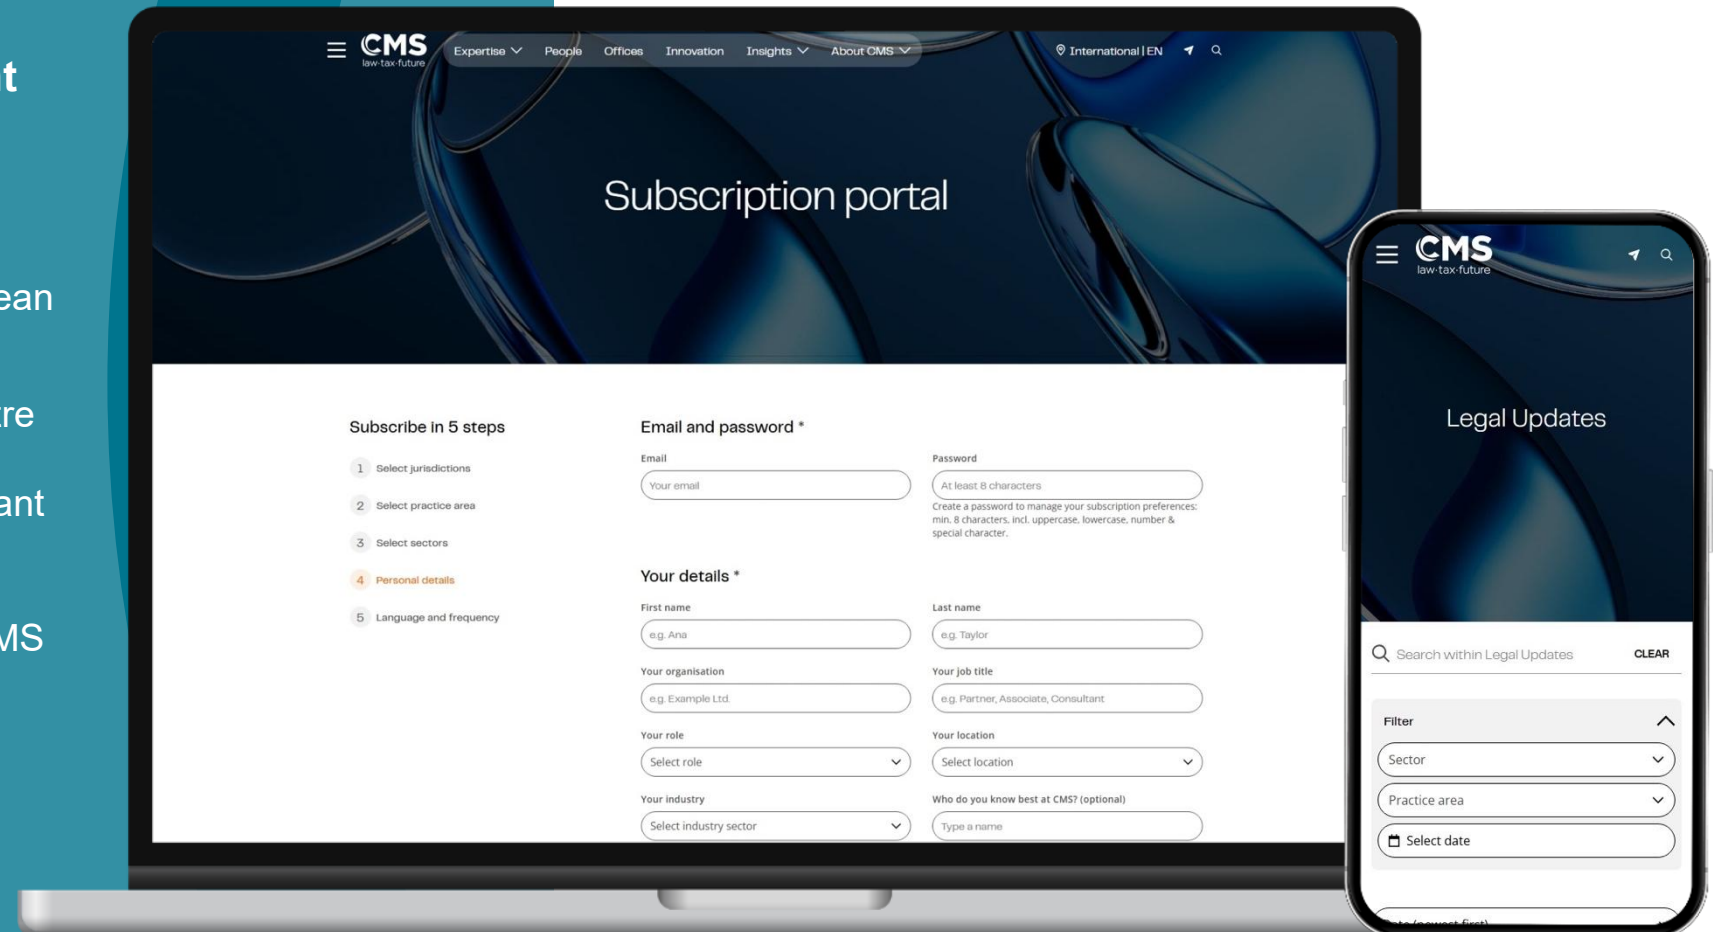 CMS
law·tax·future
Expertise People Offices Innovation Insights About CMS
International | EN
Subscription portal
Subscribe in 5 steps
1 Select jurisdictions
2 Select practice area
3 Select sectors
4 Personal details
5 Language and frequency
Email and password *
Email
Your email
Password
At least 8 characters
Create a password to manage your subscription preferences:
min. 8 characters, incl. uppercase, lowercase, number &
special character.
Your details *
First name
e.g. Ana
Last name
e.g. Taylor
Your organisation
e.g. Example Ltd.
Your job title
e.g. Partner, Associate, Consultant
Your role
Select role
Your location
Select location
Your industry
Select industry sector
Who do you know best at CMS? (optional)
Type a name
CMS
law·tax·future
Legal Updates
Search within Legal Updates CLEAR
Filter
Sector
Practice area
Select date